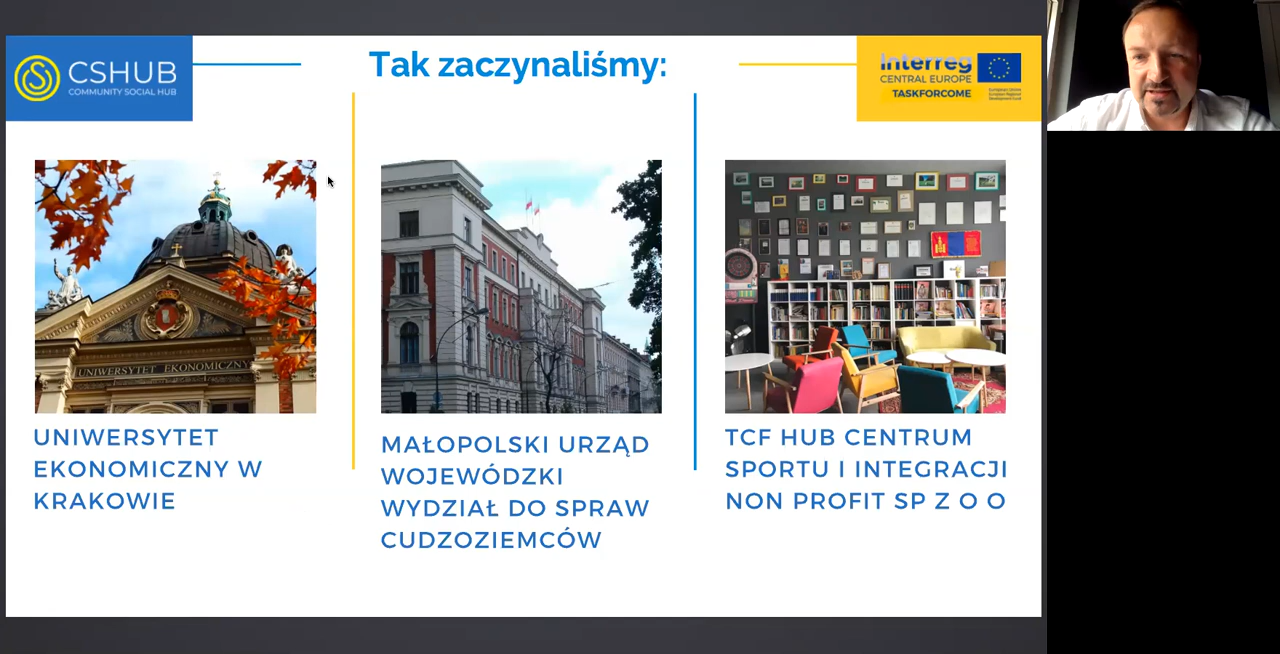 CSHUB
COMMUNITY SOCIAL HUB
Tak zaczynaliśmy:
Interreg
CENTRAL EUROPE
TASKFORCOME
UNIWERSYTET EKONOMICZNY
UNIWERSYTET
EKONOMICZNY W
KRAKOWIE
MAŁOPOLSKI URZĄD
WOJEWÓDZKI
WYDZIAŁ DO SPRAW
CUDZOZIEMCÓW
TCF HUB CENTRUM
SPORTU I INTEGRACJI
NON PROFIT SP Z O O